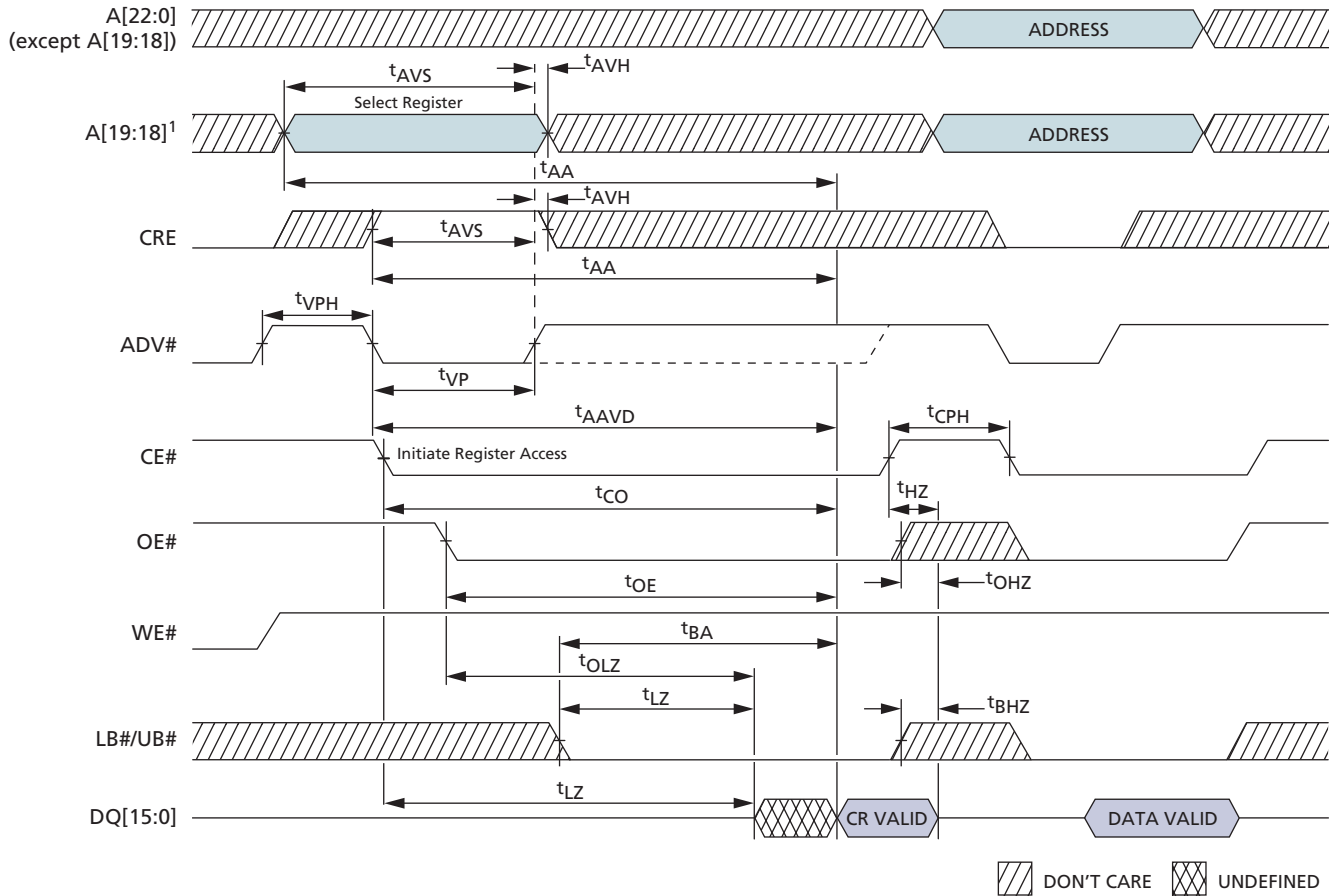 A[22:0]
(except A[19:18])
ADDRESS
tAVS
tAVH
Select Register
A[19:18]1
ADDRESS
tAA
tAVH
CRE
tAVS
tAA
tVPH
ADV#
tVP
tAAVD
tCPH
CE#
Initiate Register Access
tCO
tHZ
OE#
tOE
tOHZ
WE#
tBA
tOLZ
tLZ
tBHZ
LB#/UB#
tLZ
DQ[15:0]
CR VALID
DATA VALID
DON'T CARE
UNDEFINED